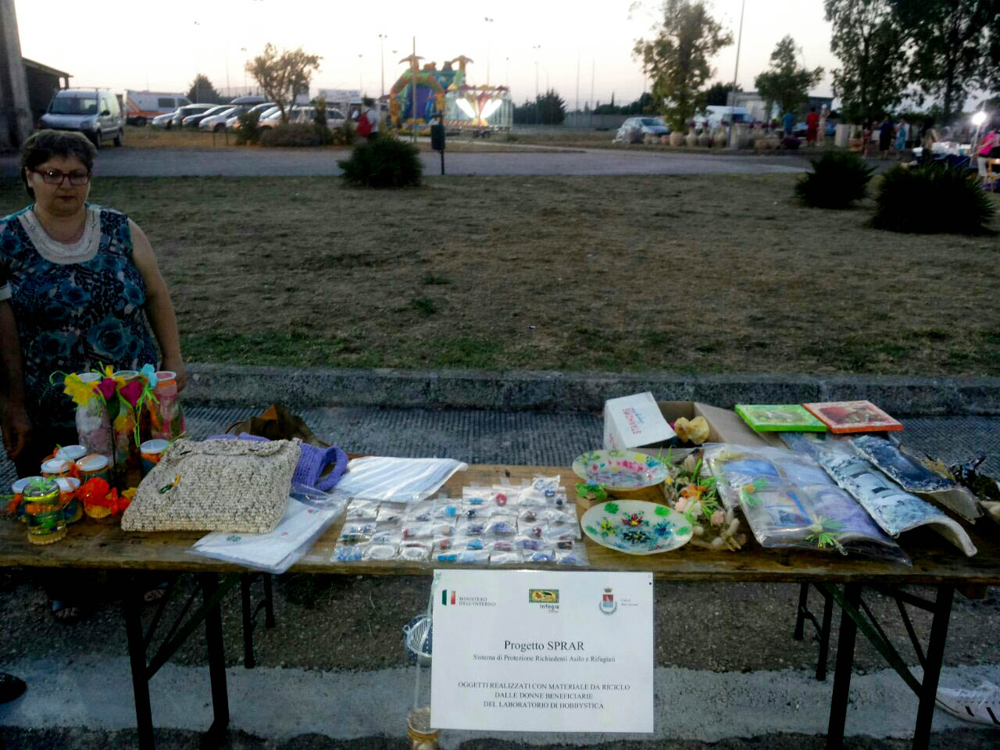 MINISTERO
DELL'INTERNO
Integra
Progetto SPRAR
Sistema di Protezione Richiedenti Asilo e Rifugiati
OGGETTI REALIZZATI CON MATERIALE DA RICICLO
DALLE DONNE BENEFICIARIE
DEL LABORATORIO DI HOBBYSTICA
STANHOME